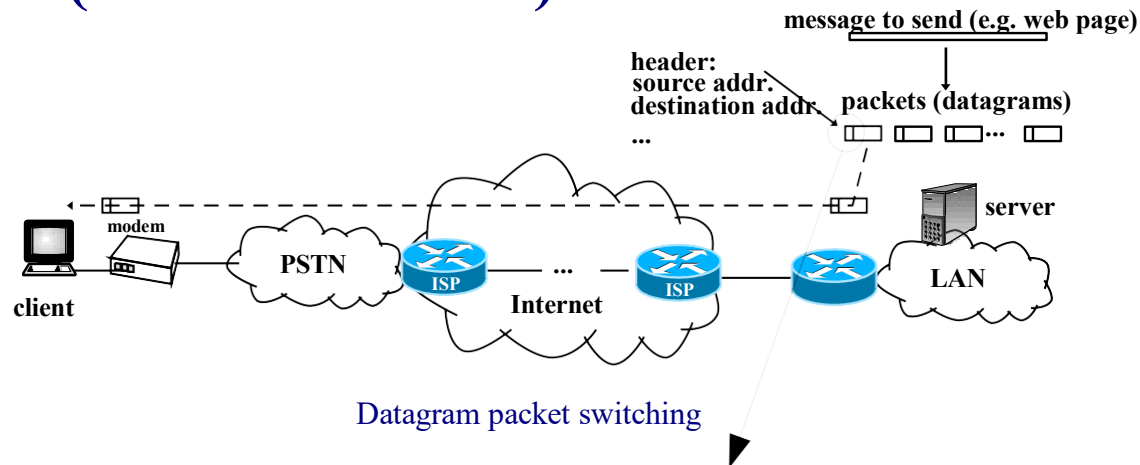 message to send (e.g. web page)
header:
source addr.
destination addr.
packets (datagrams)
...
...
server
modem
PSTN
ISP
...
Internet
ISP
LAN
client
Datagram packet switching